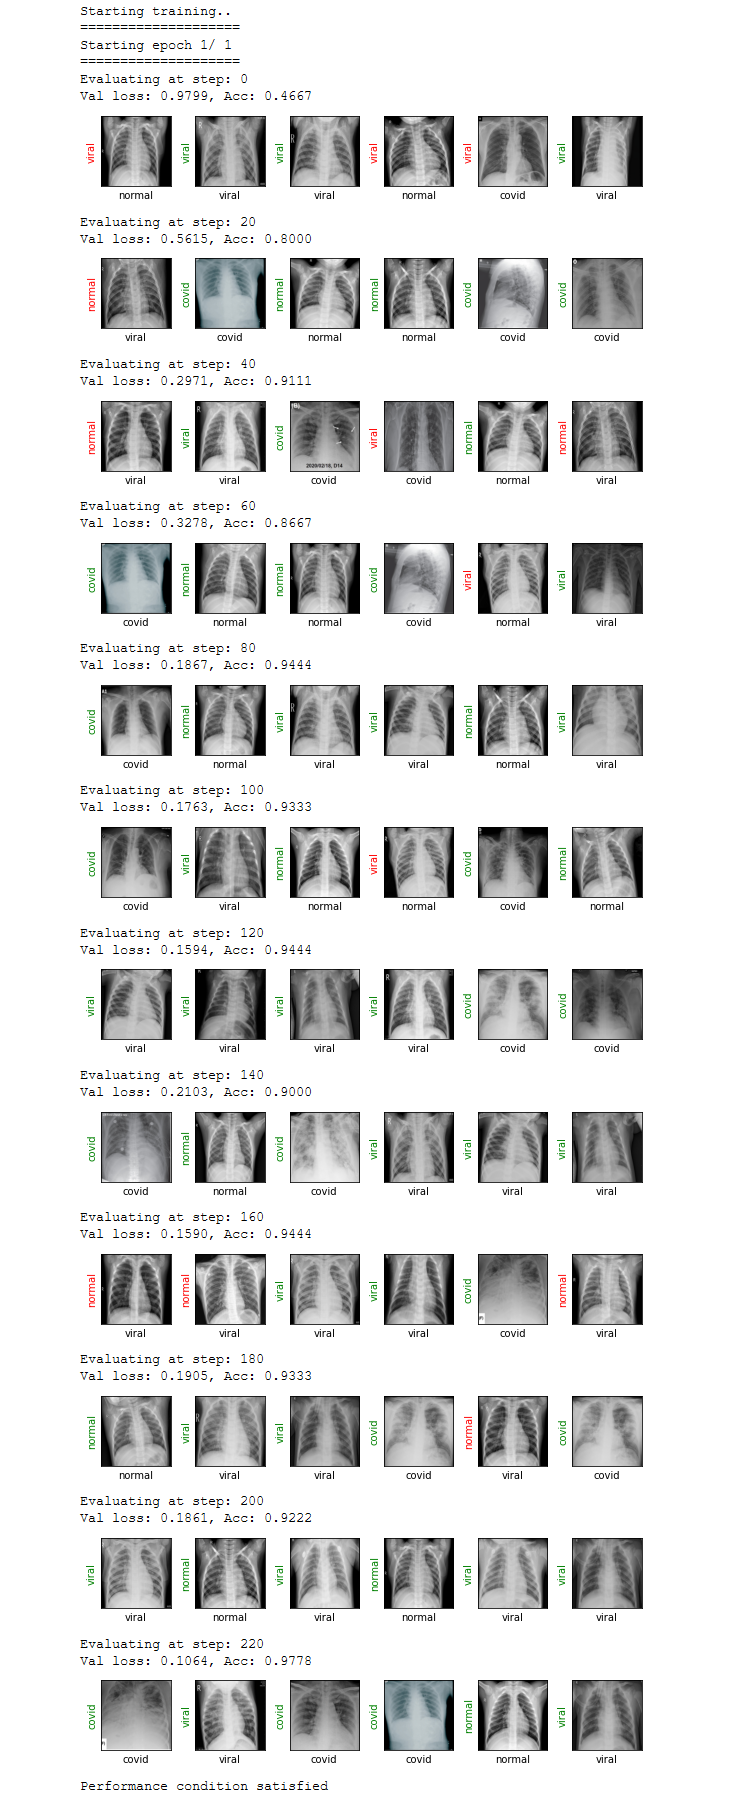 Starting training..
====================
Starting epoch 1/ 1
====================
Evaluating at step: 0
Val loss: 0.9799, Acc: 0.4667
viral viral viral viral viral viral
normal viral viral normal covid viral
Evaluating at step: 20
Val loss: 0.5615, Acc: 0.8000
normal covid normal normal covid covid
viral covid normal normal covid covid
Evaluating at step: 40
Val loss: 0.2971, Acc: 0.9111
normal viral covid viral normal normal
2020/02/18, D14
viral viral covid covid normal viral
Evaluating at step: 60
Val loss: 0.3278, Acc: 0.8667
covid normal normal covid viral viral
covid normal normal covid normal viral
Evaluating at step: 80
Val loss: 0.1867, Acc: 0.9444
covid normal viral viral normal viral
covid normal viral viral normal viral
Evaluating at step: 100
Val loss: 0.1763, Acc: 0.9333
covid viral normal viral covid normal
covid viral normal normal covid normal
Evaluating at step: 120
Val loss: 0.1594, Acc: 0.9444
viral viral viral viral covid covid
viral viral viral viral covid covid
Evaluating at step: 140
Val loss: 0.2103, Acc: 0.9000
covid normal covid viral viral viral
covid normal covid viral viral viral
Evaluating at step: 160
Val loss: 0.1590, Acc: 0.9444
normal normal viral viral covid normal
viral viral viral viral covid viral
Evaluating at step: 180
Val loss: 0.1905, Acc: 0.9333
normal viral viral covid normal covid
normal viral viral covid viral covid
Evaluating at step: 200
Val loss: 0.1861, Acc: 0.9222
viral normal viral normal viral viral
viral normal viral normal viral viral
Evaluating at step: 220
Val loss: 0.1064, Acc: 0.9778
covid viral covid covid normal viral
covid viral covid covid normal viral
Performance condition satisfied